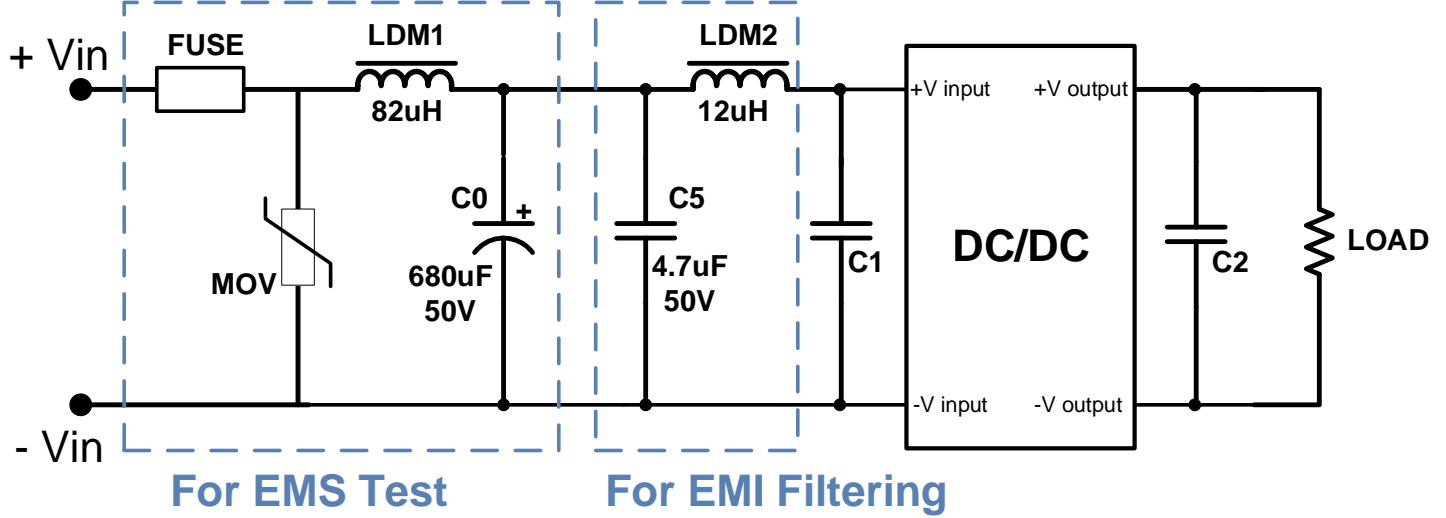 + Vin
FUSE
LDM1
82uH
LDM2
12uH
+V input
+V output
MOV
C0
+
680uF
50V
C5
4.7uF
50V
C1
DC/DC
C2
LOAD
-V input
-V output
- Vin
For EMS Test
For EMI Filtering